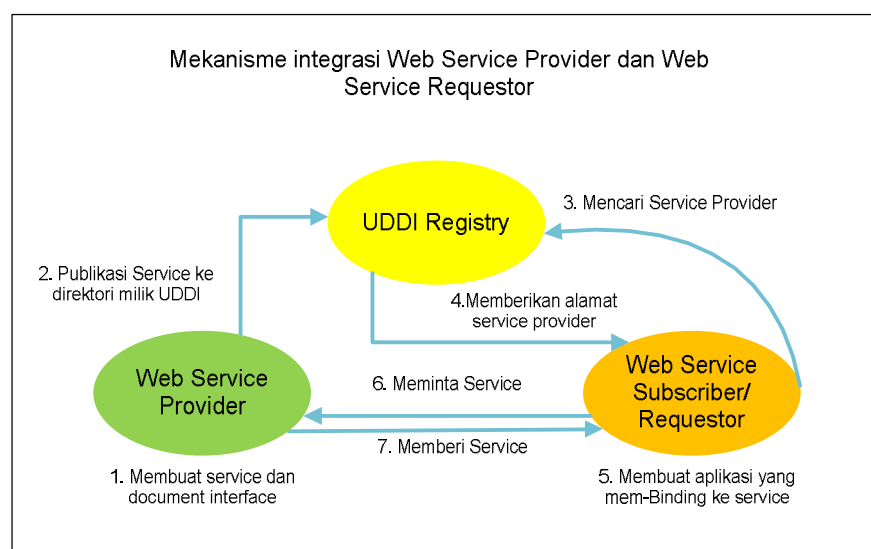 Mekanisme integrasi Web Service Provider dan Web
Service Requestor
UDDI Registry
3. Mencari Service Provider
2. Publikasi Service ke
direktori milik UDDI
4.Memberikan alamat
service provider
Web Service
Provider
6. Meminta Service
Web Service
Subscriber/
Requestor
7. Memberi Service
1. Membuat service dan
document interface
5. Membuat aplikasi yang
mem-Binding ke service